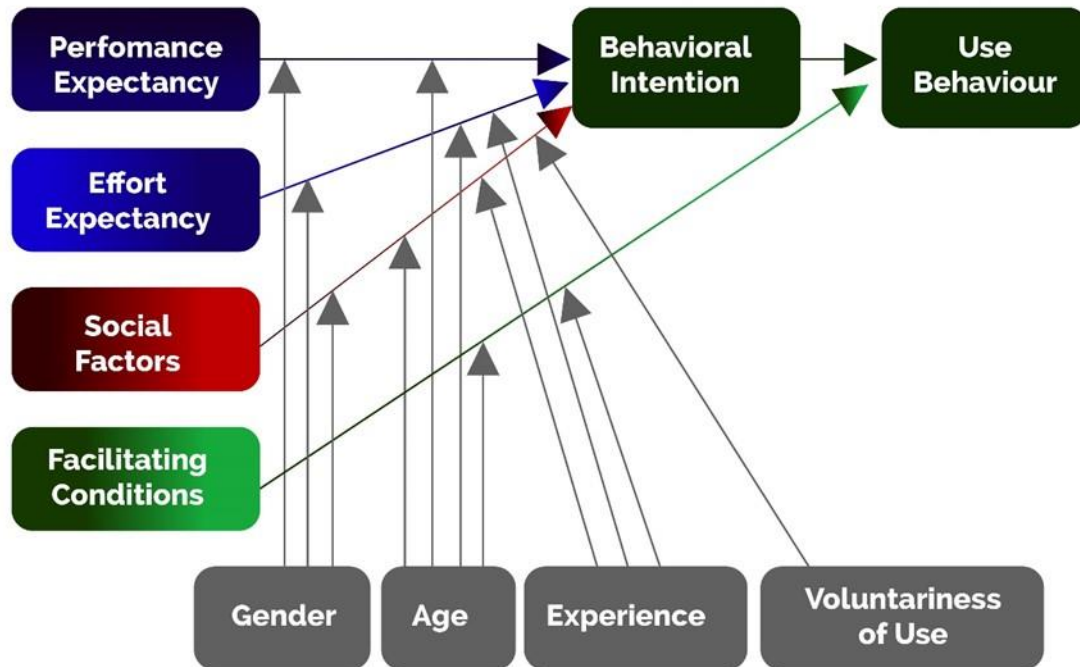 Perfomance
Expectancy
Behavioral
Intention
Use
Behaviour
Effort
Expectancy
Social
Factors
Facilitating
Conditions
Gender
Age
Experience
Voluntariness
of Use